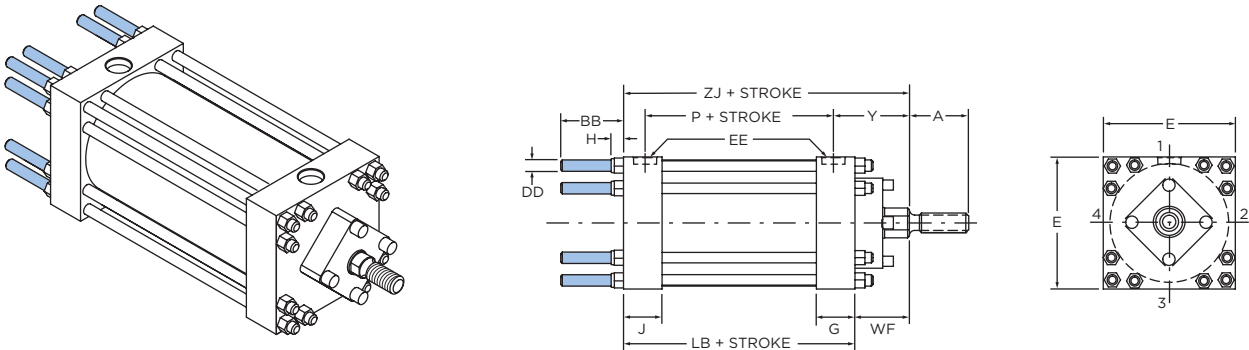 ZJ + STROKE
BB
P + STROKE
Y
A
H
EE
DD
J
G
WF
LB + STROKE
E
1
E
4
2
3